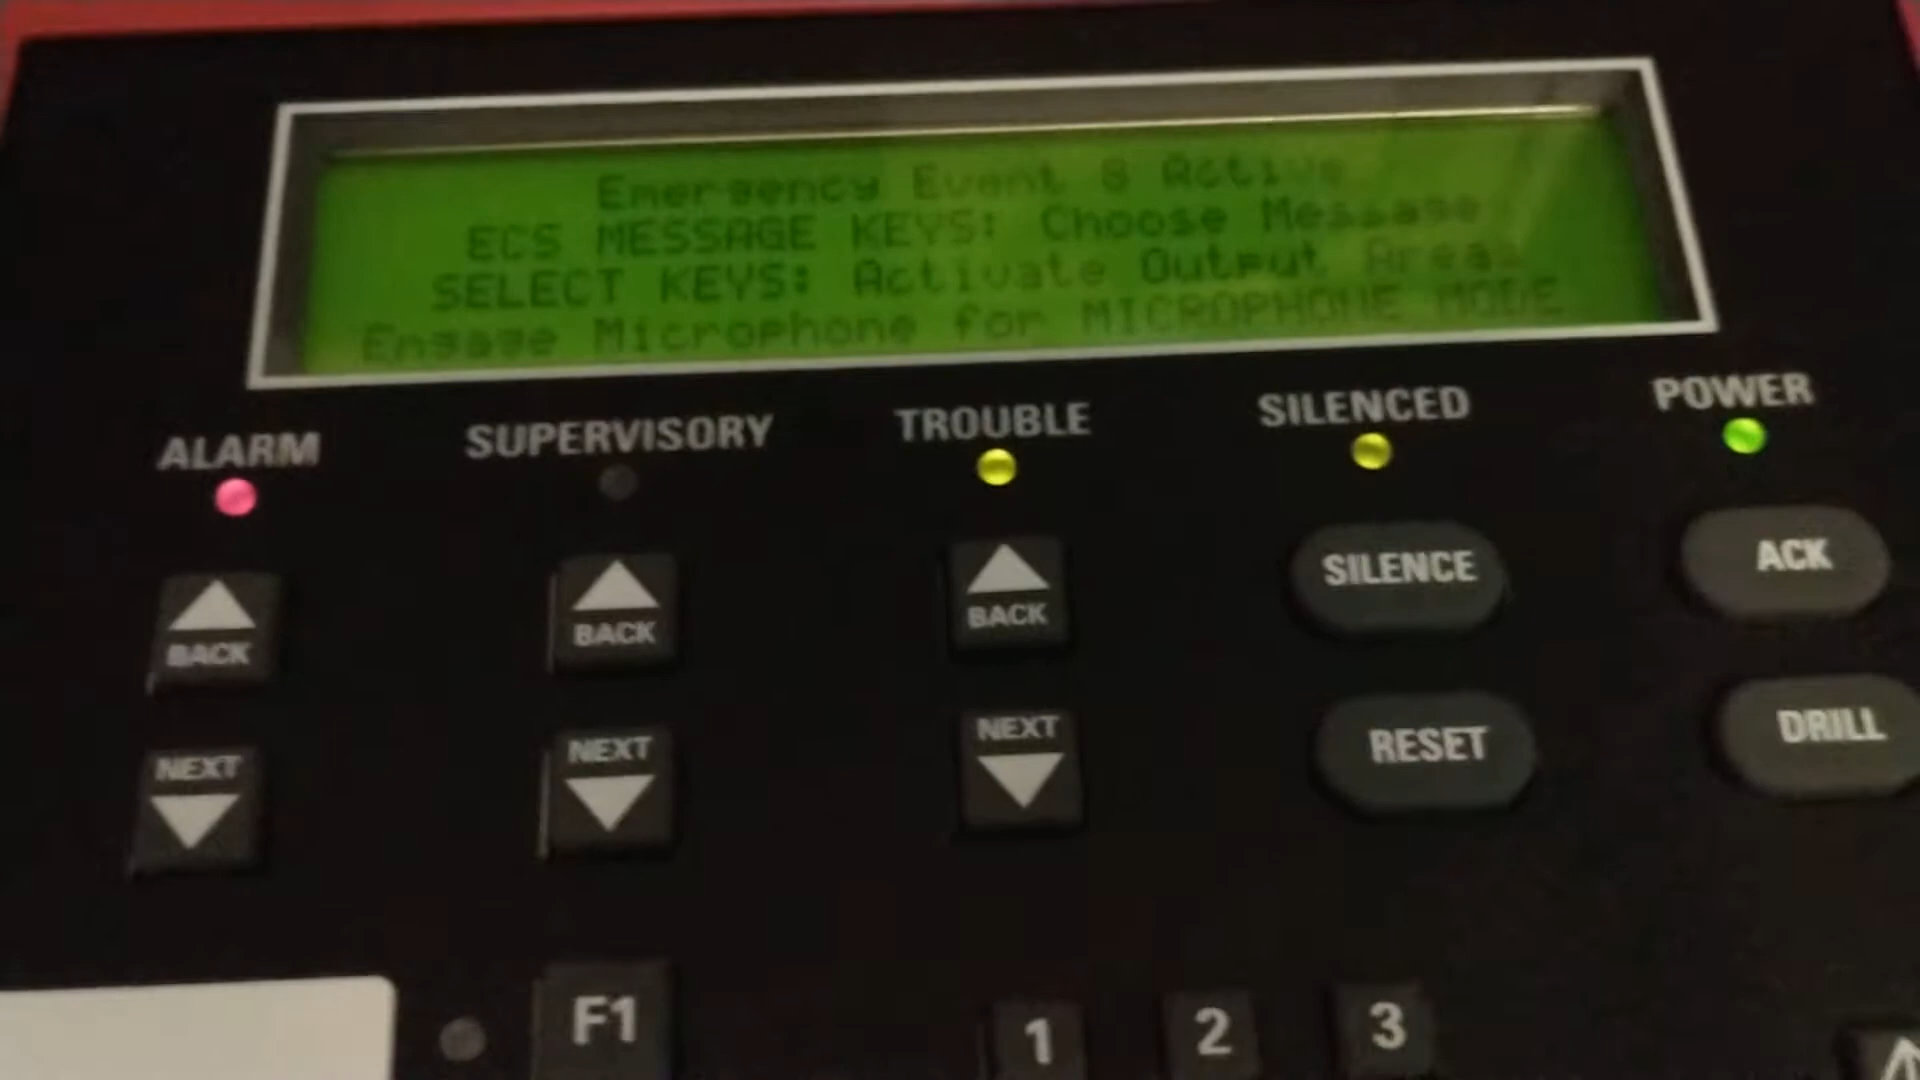 Emergency Event 8 Active
ECS MESSAGE KEYS: Choose Message
SELECT KEYS: Activate Output Areas
Engage Microphone for MICROPHONE MODE
ALARM SUPERVISORY TROUBLE SILENCED POWER
BACK BACK BACK SILENCE ACK
NEXT NEXT NEXT RESET DRILL
F1 1 2 3